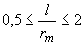 0,5 ≤ l/r_m ≤ 2